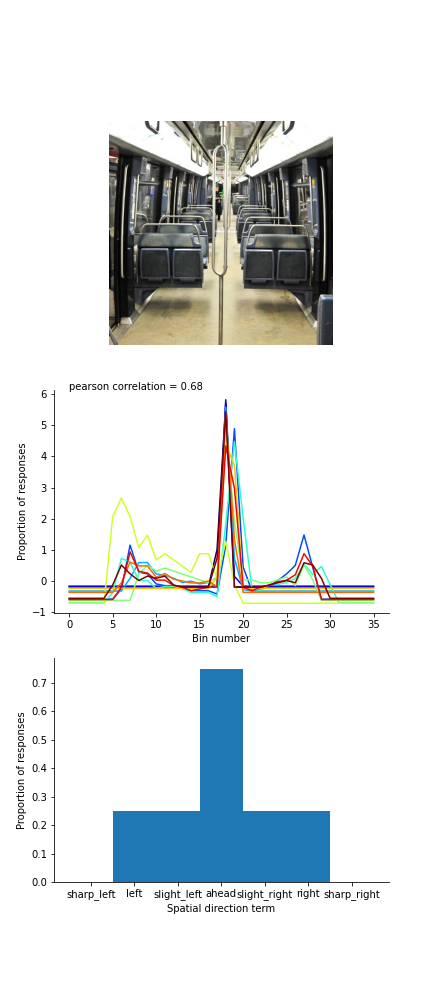 pearson correlation = 0.68
Proportion of responses
6
5
4
3
2
1
0
−1
0 5 10 15 20 25 30 35
Bin number
Proportion of responses
0.7
0.6
0.5
0.4
0.3
0.2
0.1
0.0
sharp_left left slight_left ahead slight_right right sharp_right
Spatial direction term